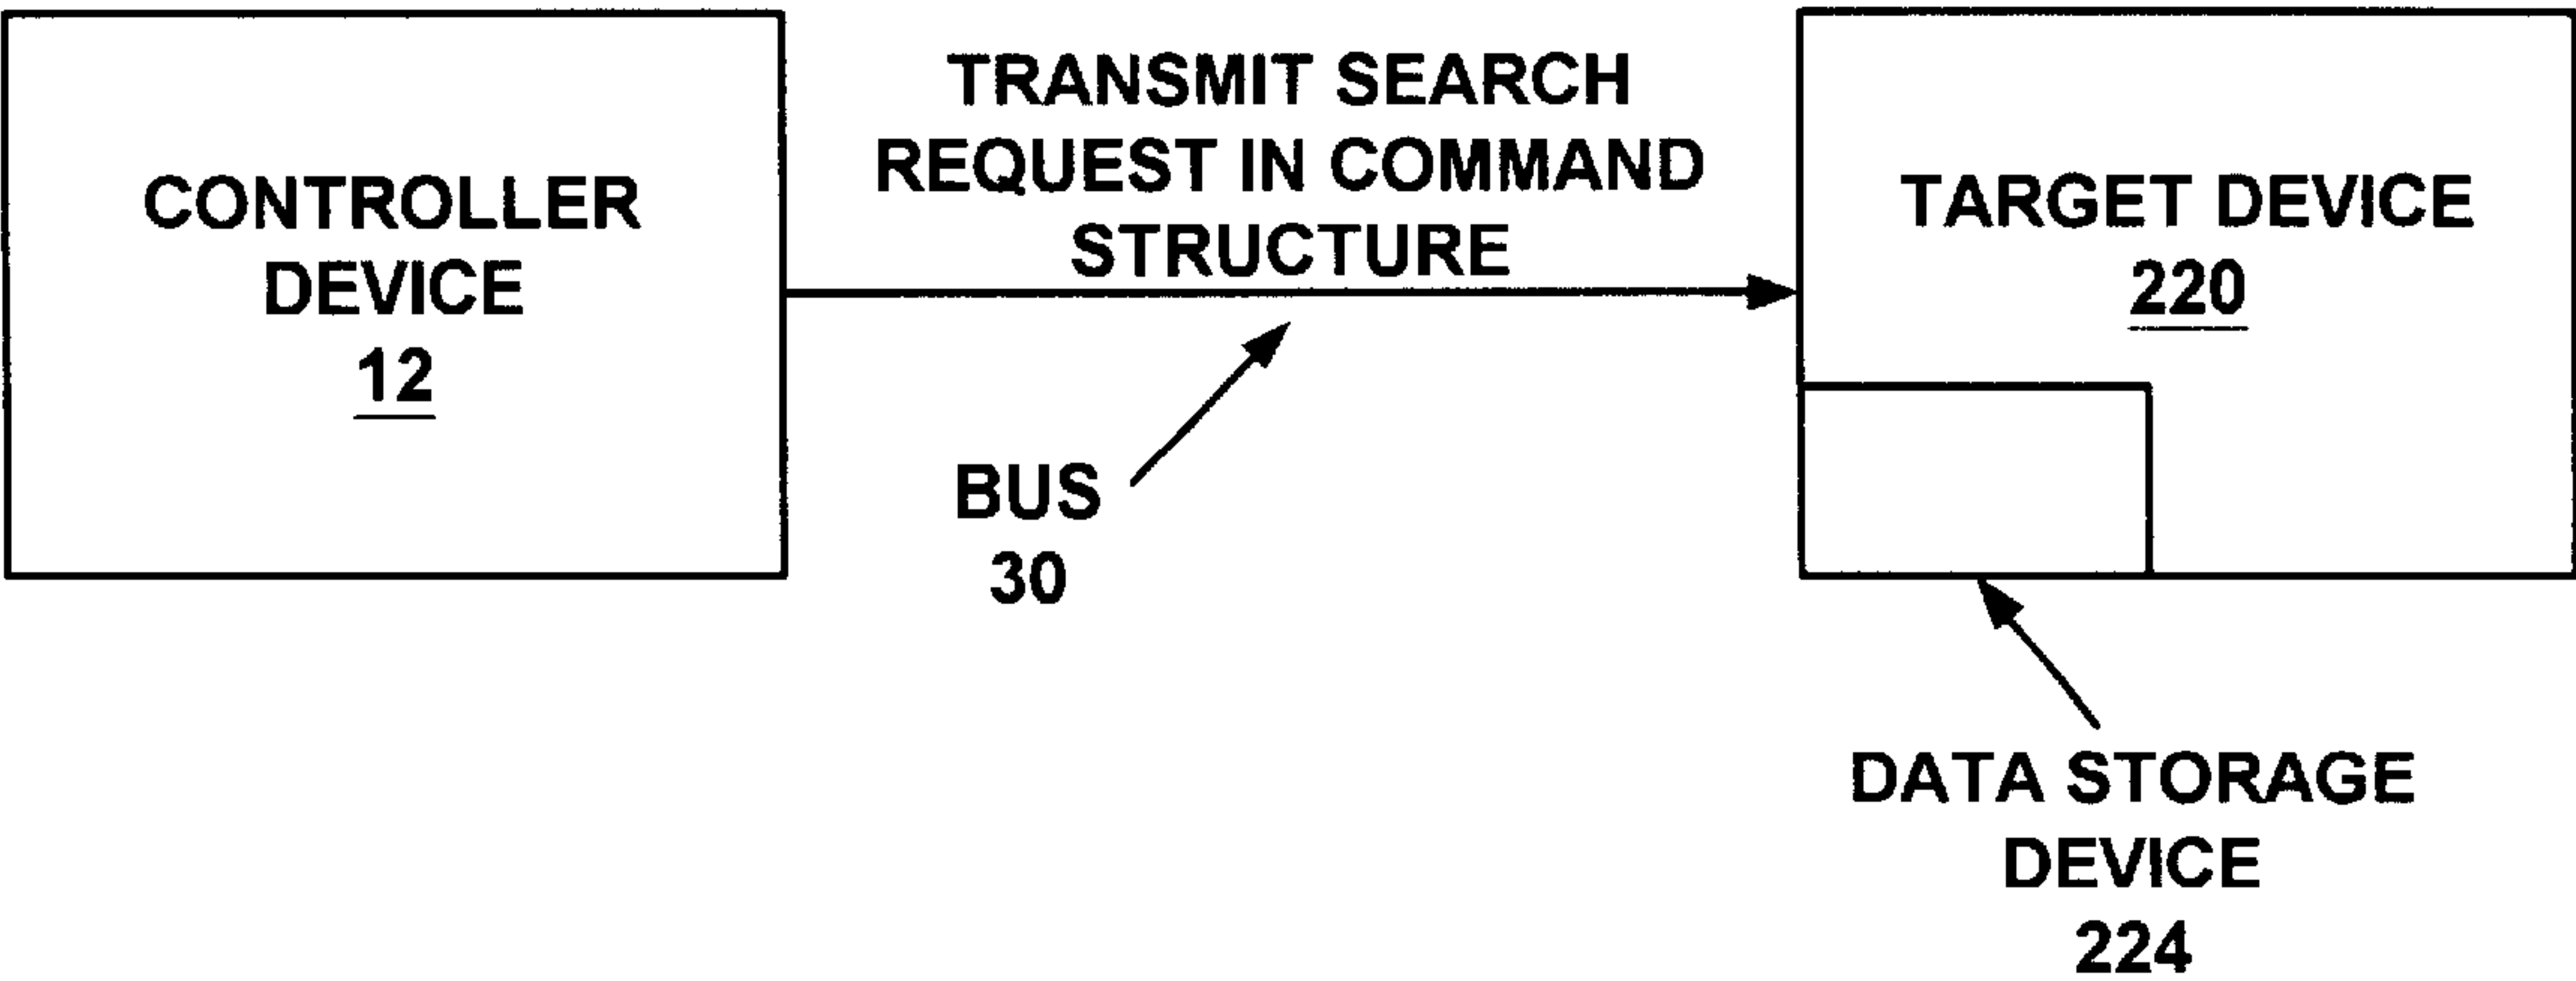 CONTROLLER
DEVICE
12
TRANSMIT SEARCH
REQUEST IN COMMAND
STRUCTURE
BUS
30
TARGET DEVICE
220
DATA STORAGE
DEVICE
224